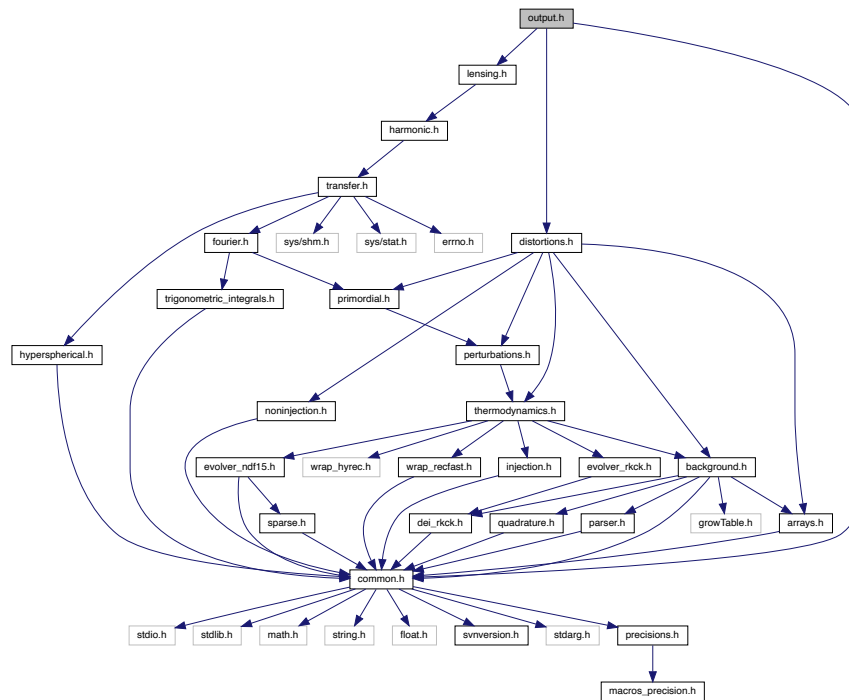 output.h
lensing.h
harmonic.h
transfer.h
fourier.h
sys/shm.h
sys/stat.h
errno.h
distortions.h
trigonometric_integrals.h
primordial.h
hyperspherical.h
perturbations.h
noninjection.h
thermodynamics.h
evolver_ndf15.h
wrap_hyrec.h
wrap_recfast.h
injection.h
evolver_rkck.h
background.h
sparse.h
dei_rkck.h
quadrature.h
parser.h
growTable.h
arrays.h
common.h
stdio.h
stdlib.h
math.h
string.h
float.h
svnversion.h
stdarg.h
precisions.h
macros_precision.h